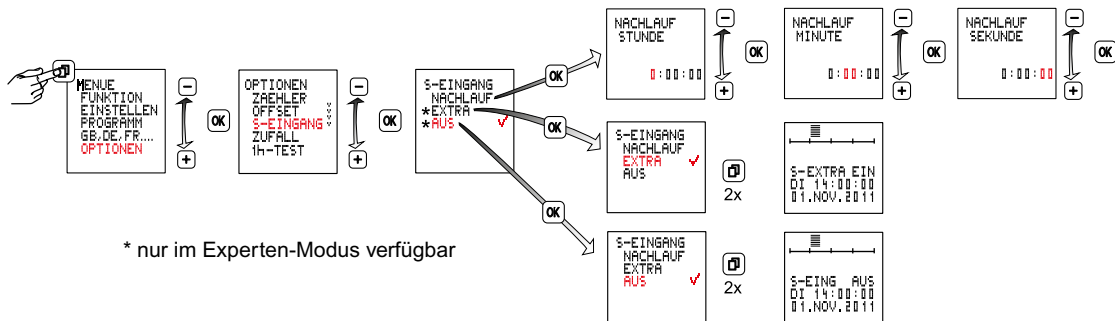 MENUE
FUNKTION
EINSTELLEN
PROGRAMM
GB,DE,FR....
OPTIONEN
−
OK
+
OPTIONEN
ZAEHLER
OFFSET
S-EINGANG
ZUFALL
1h-TEST
−
OK
+
S-EINGANG
NACHLAUF
*EXTRA
*AUS
OK
OK
OK
NACHLAUF
STUNDE
0:00:00
−
OK
+
NACHLAUF
MINUTE
0:00:00
−
OK
+
NACHLAUF
SEKUNDE
0:00:00
−
OK
+
S-EINGANG
NACHLAUF
EXTRA
AUS
2x
S-EXTRA EIN
DI 14:00:00
01.NOV.2011
S-EINGANG
NACHLAUF
EXTRA
AUS
2x
S-EING AUS
DI 14:00:00
01.NOV.2011
* nur im Experten-Modus verfügbar